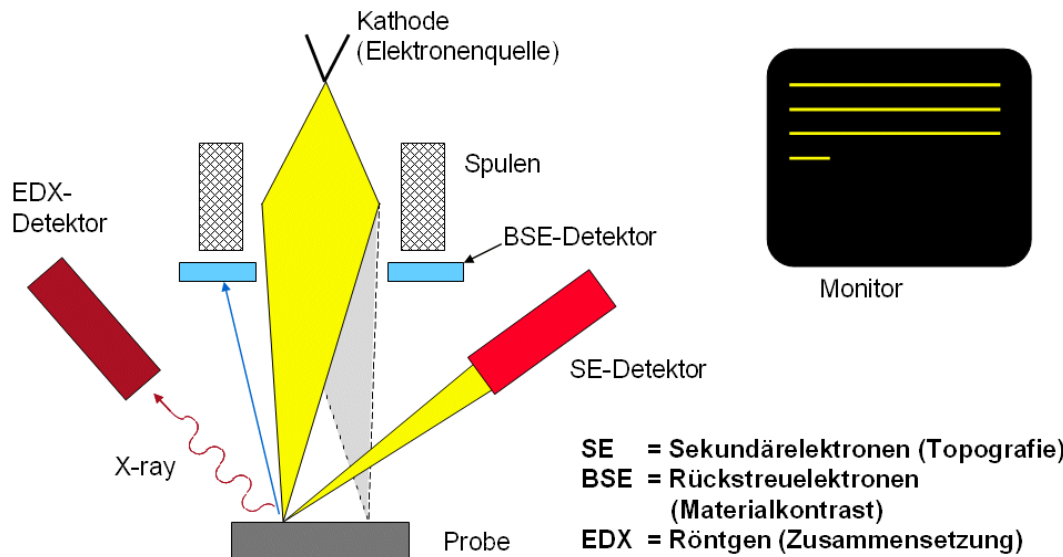 Kathode
(Elektronenquelle)
Spulen
EDX-
Detektor
BSE-Detektor
Monitor
SE-Detektor
X-ray
Probe
SE = Sekundärelektronen (Topografie)
BSE = Rückstreuelektronen
(Materialkontrast)
EDX = Röntgen (Zusammensetzung)